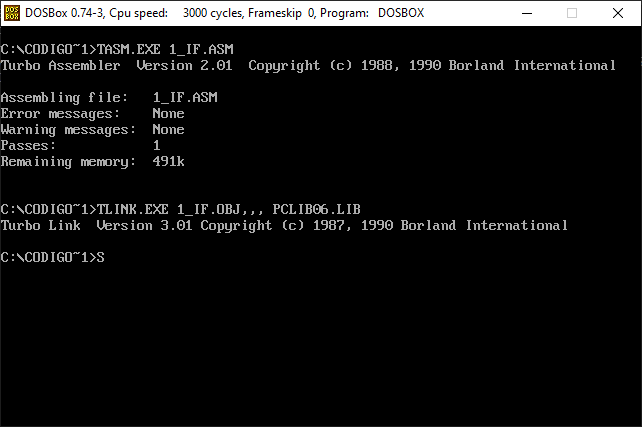 DOSBox 0.74-3, Cpu speed: 3000 cycles, Frameskip 0, Program: DOSBOX
C:\CODIGO~1>TASM.EXE 1_IF.ASM
Turbo Assembler Version 2.01 Copyright (c) 1988, 1990 Borland International
Assembling file: 1_IF.ASM
Error messages: None
Warning messages: None
Passes: 1
Remaining memory: 491k
C:\CODIGO~1>TLINK.EXE 1_IF.OBJ,,, PCLIB06.LIB
Turbo Link Version 3.01 Copyright (c) 1987, 1990 Borland International
C:\CODIGO~1>S